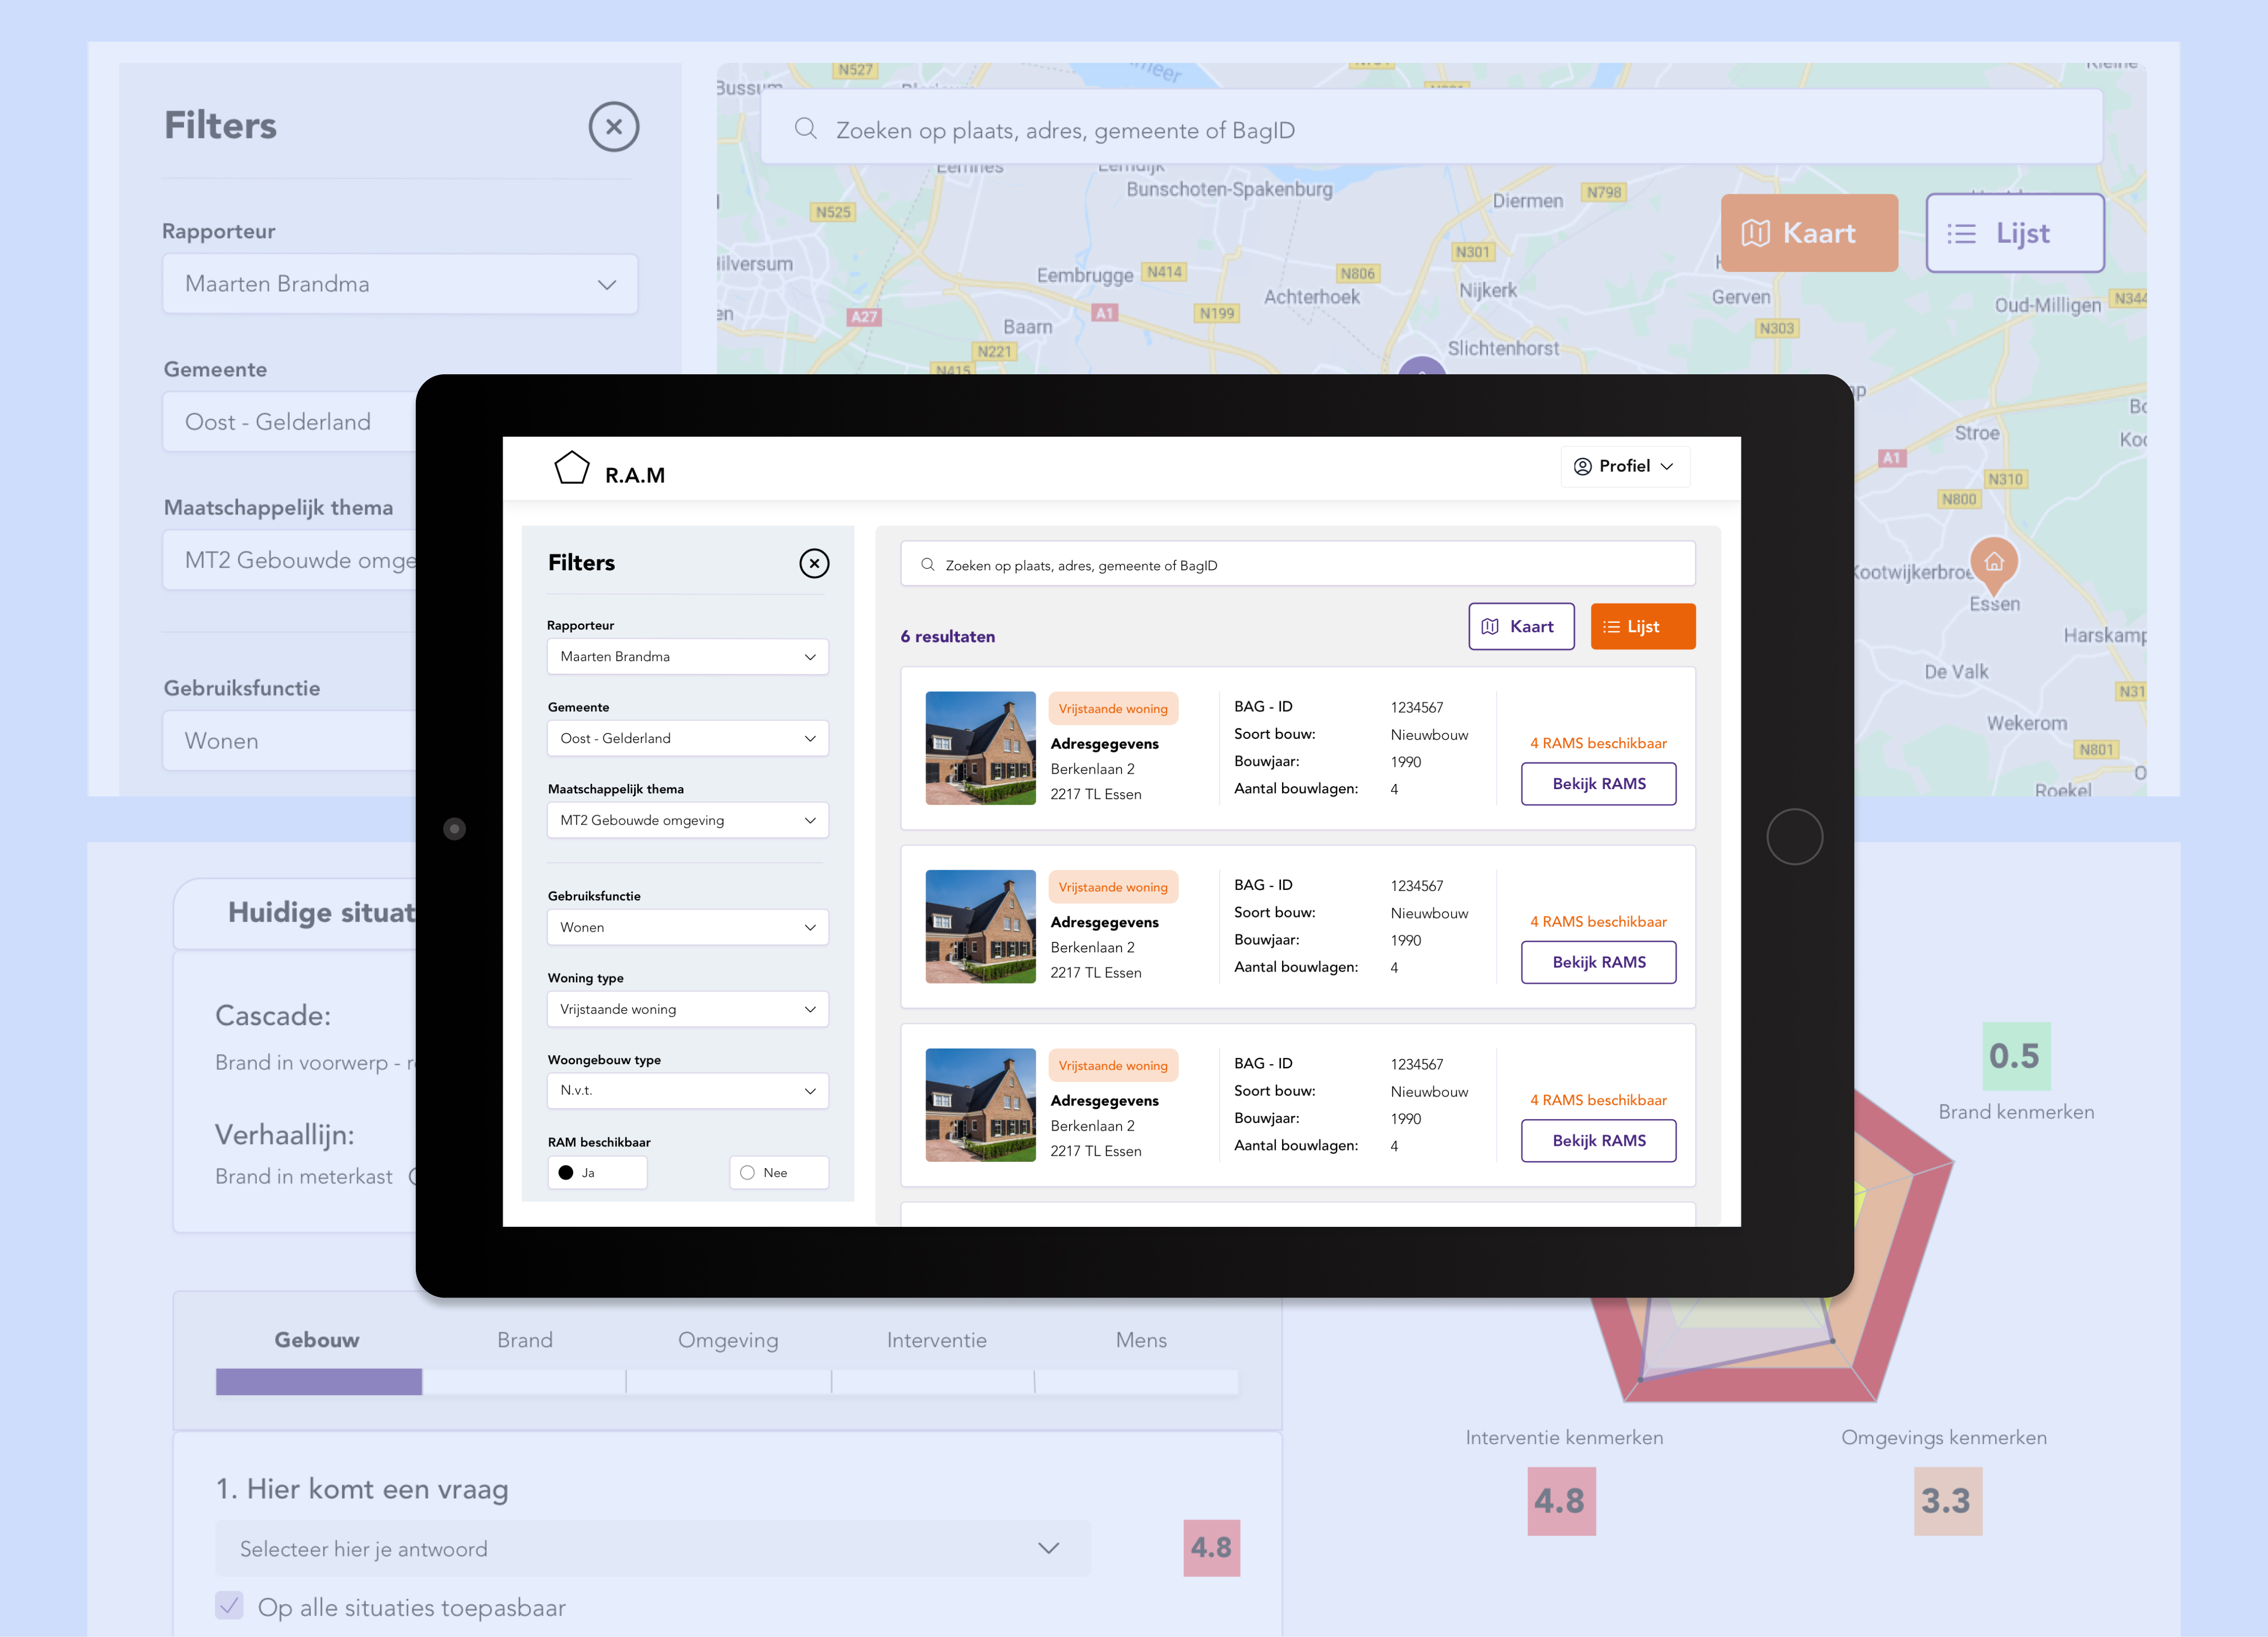 Filters
Rapporteur
Maarten Brandma
Gemeente
Oost - Gelderland
Maatschappelijk thema
MT2 Gebouwde
Gebruiksfunctie
Wonen
Zoeken op plaats, adres, gemeente of BagID
Kaart
Lijst
N527
Bunschoten-Spakenburg
Diermen
N798
N525
N301
Eembrugge
N414
N806
Achterhoek
Nijkerk
Gerven
Oud-Milligen
N344
A27
A1
N199
Baarn
N303
N221
Slichtenhorst
N415
Stroe
A1
N310
N800
Essen
Harskamp
De Valk
Wekerom
N801
Roekel
R.A.M
Profiel
Filters
Rapporteur
Maarten Brandma
Gemeente
Oost - Gelderland
Maatschappelijk thema
MT2 Gebouwde omgeving
Gebruiksfunctie
Wonen
Woning type
Vrijstaande woning
Woongebouw type
N.v.t.
RAM beschikbaar
Ja
Nee
Zoeken op plaats, adres, gemeente of BagID
6 resultaten
Kaart
Lijst
Vrijstaande woning
Adresgegevens
Berkenlaan 2
2217 TL Essen
BAG - ID 1234567
Soort bouw: Nieuwbouw
Bouwjaar: 1990
Aantal bouwlagen: 4
4 RAMS beschikbaar
Bekijk RAMS
Vrijstaande woning
Adresgegevens
Berkenlaan 2
2217 TL Essen
BAG - ID 1234567
Soort bouw: Nieuwbouw
Bouwjaar: 1990
Aantal bouwlagen: 4
4 RAMS beschikbaar
Bekijk RAMS
Vrijstaande woning
Adresgegevens
Berkenlaan 2
2217 TL Essen
BAG - ID 1234567
Soort bouw: Nieuwbouw
Bouwjaar: 1990
Aantal bouwlagen: 4
4 RAMS beschikbaar
Bekijk RAMS
Huidige
Cascade:
Brand in voorwerp -
Verhaallijn:
Brand in meterkast
Gebouw
Brand
Omgeving
Interventie
Mens
1. Hier komt een vraag
Selecteer hier je antwoord
4.8
Op alle situaties toepasbaar
0.5
Brand kenmerken
Interventie kenmerken
4.8
Omgevings kenmerken
3.3